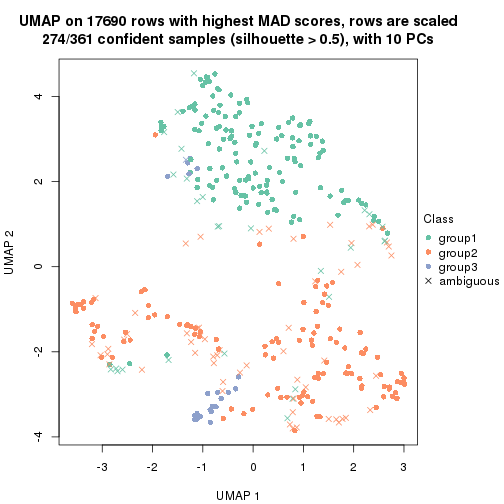 UMAP on 17690 rows with highest MAD scores, rows are scaled
274/361 confident samples (silhouette > 0.5), with 10 PCs
4
2
0
-2
-4
UMAP 2
-3
-2
-1
0
1
2
3
UMAP 1
Class
group1
group2
group3
ambiguous